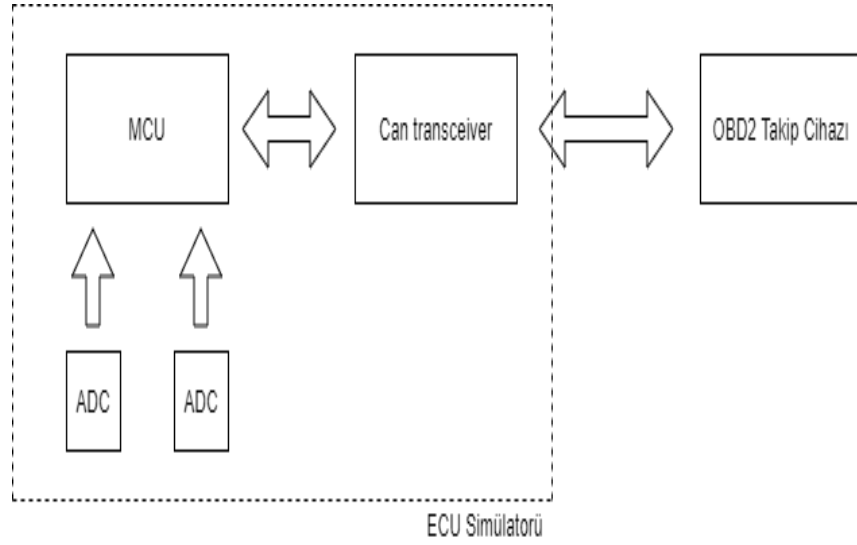 MCU
Can transceiver
OBD2 Takip Cihazı
ADC
ADC
ECU Simülatorü